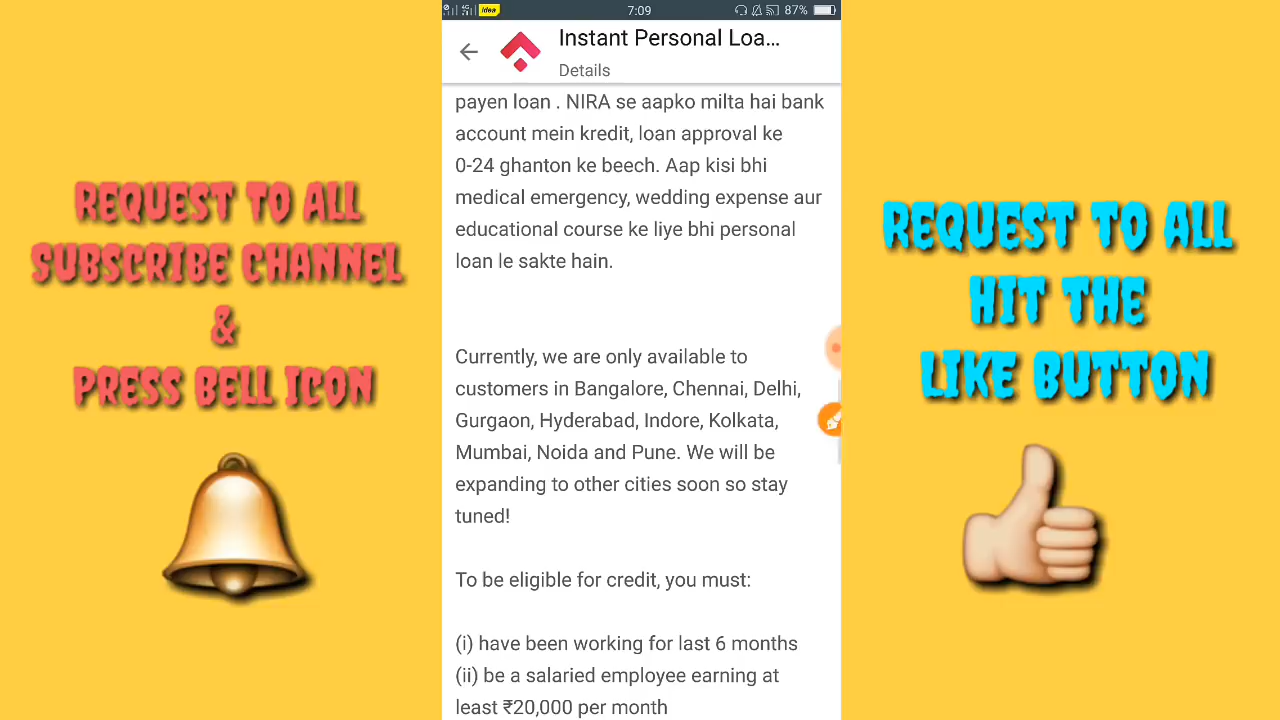 REQUEST TO ALL
SUBSCRIBE CHANNEL
&
PRESS BELL ICON
idea
7:09
87%
Instant Personal Loa...
Details
payen loan . NIRA se aapko milta hai bank
account mein kredit, loan approval ke
0-24 ghanton ke beech. Aap kisi bhi
medical emergency, wedding expense aur
educational course ke liye bhi personal
loan le sakte hain.
Currently, we are only available to
customers in Bangalore, Chennai, Delhi,
Gurgaon, Hyderabad, Indore, Kolkata,
Mumbai, Noida and Pune. We will be
expanding to other cities soon so stay
tuned!
To be eligible for credit, you must:
(i) have been working for last 6 months
(ii) be a salaried employee earning at
least ₹20,000 per month
REQUEST TO ALL
HIT THE
LIKE BUTTON